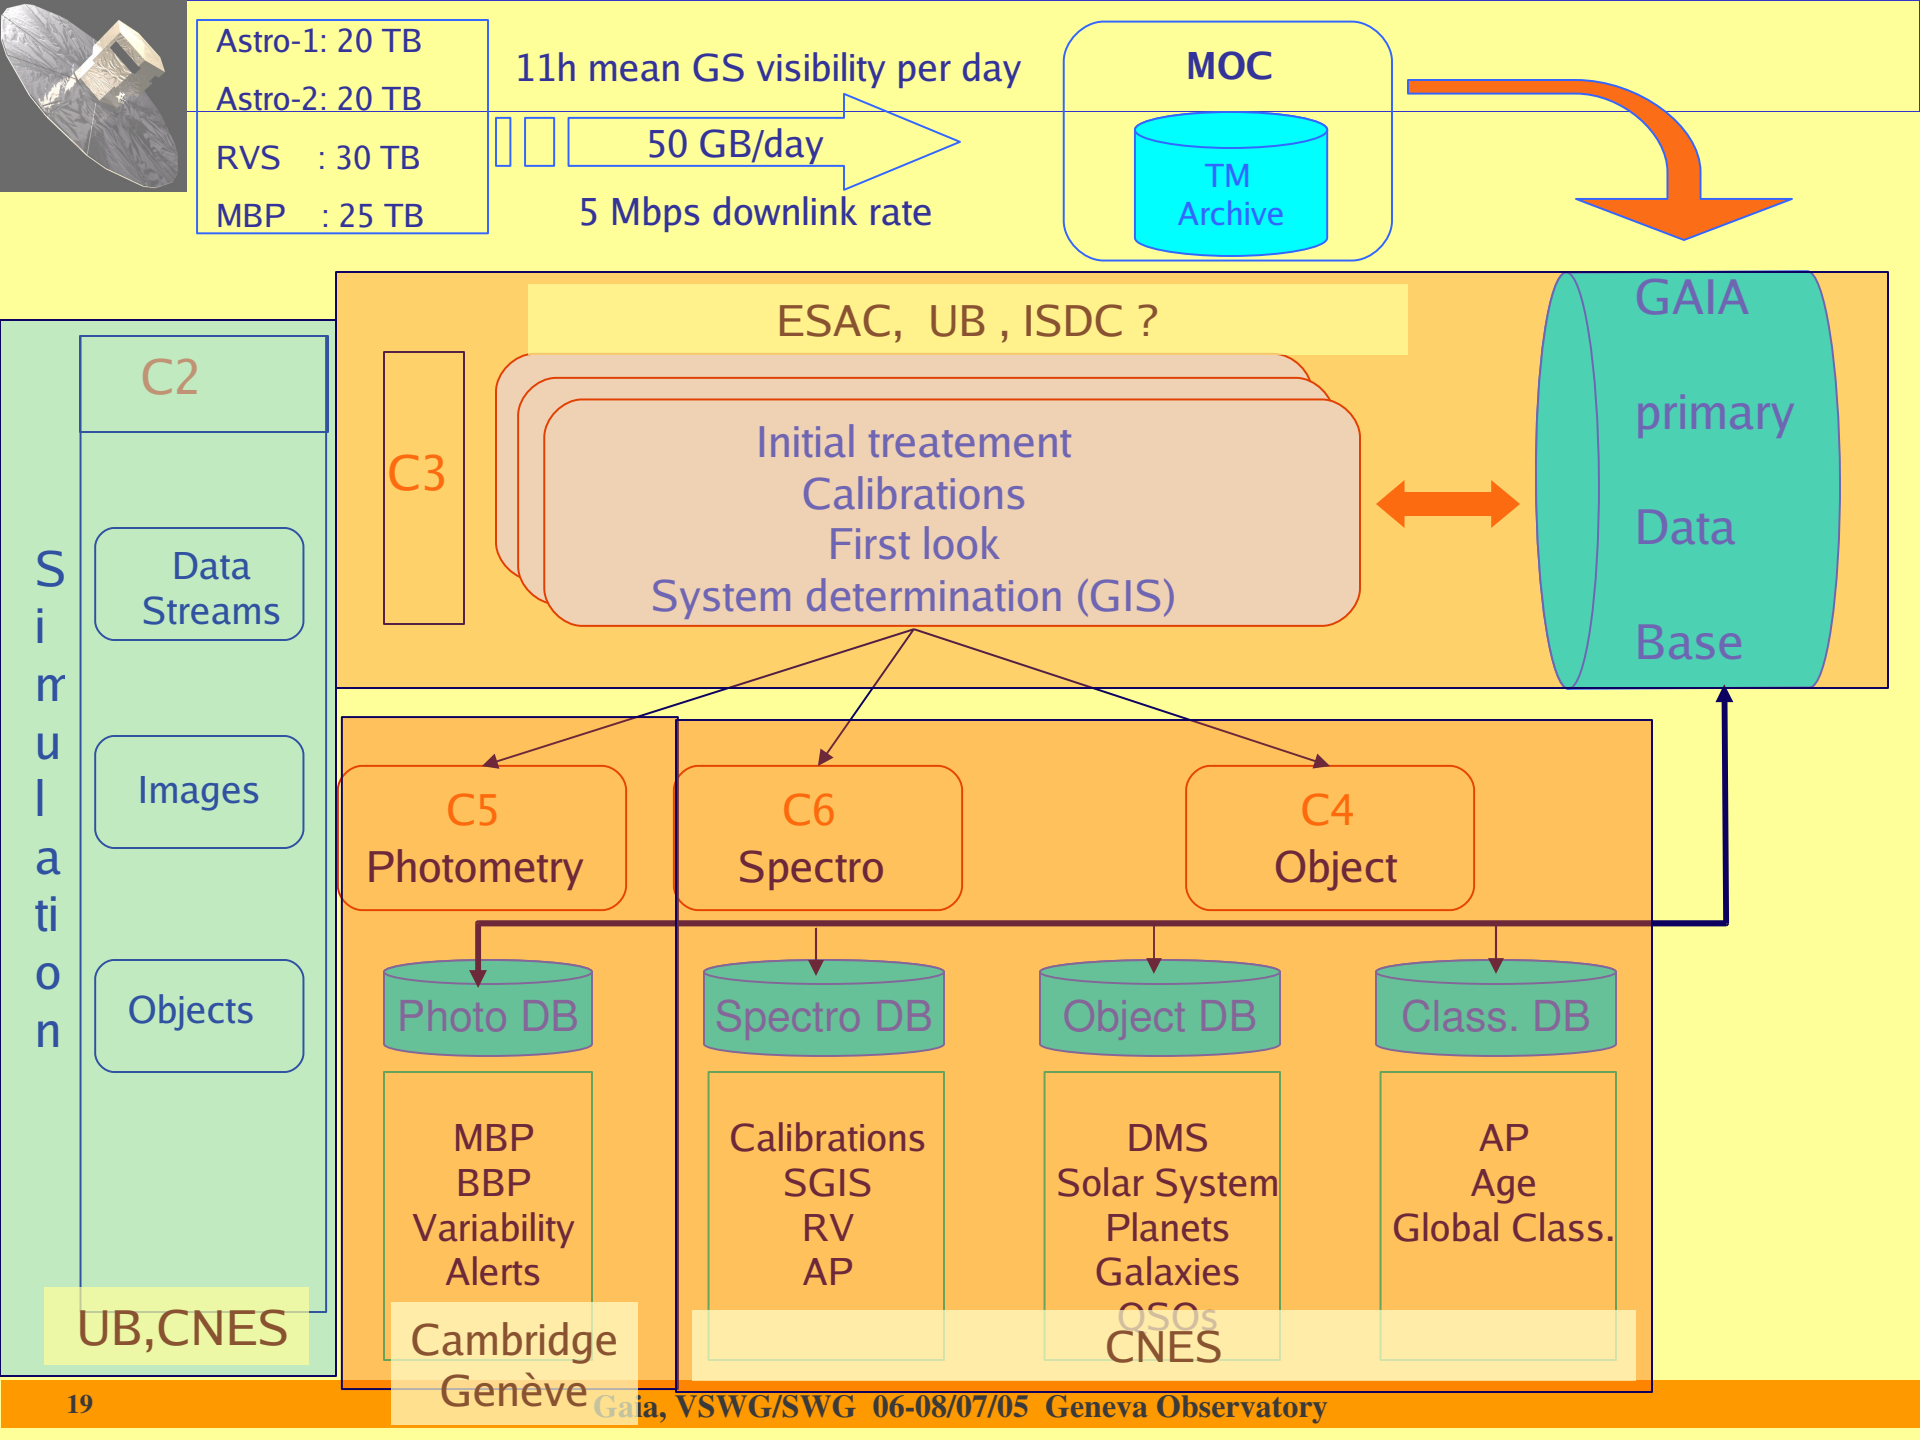 Astro-1: 20 TB
Astro-2: 20 TB
RVS : 30 TB
MBP : 25 TB
11h mean GS visibility per day
50 GB/day
5 Mbps downlink rate
MOC
TM
Archive
ESAC, UB , ISDC ?
C3
Initial treatement
Calibrations
First look
System determination (GIS)
GAIA
primary
Data
Base
C2
Simulation
Data
Streams
Images
Objects
UB,CNES
C5
Photometry
C6
Spectro
C4
Object
Photo DB
Spectro DB
Object DB
Class. DB
MBP
BBP
Variability
Alerts
Calibrations
SGIS
RV
AP
DMS
Solar System
Planets
Galaxies
QSOs
AP
Age
Global Class.
Cambridge
Genève
CNES
19
Gaia, VSWG/SWG 06-08/07/05 Geneva Observatory